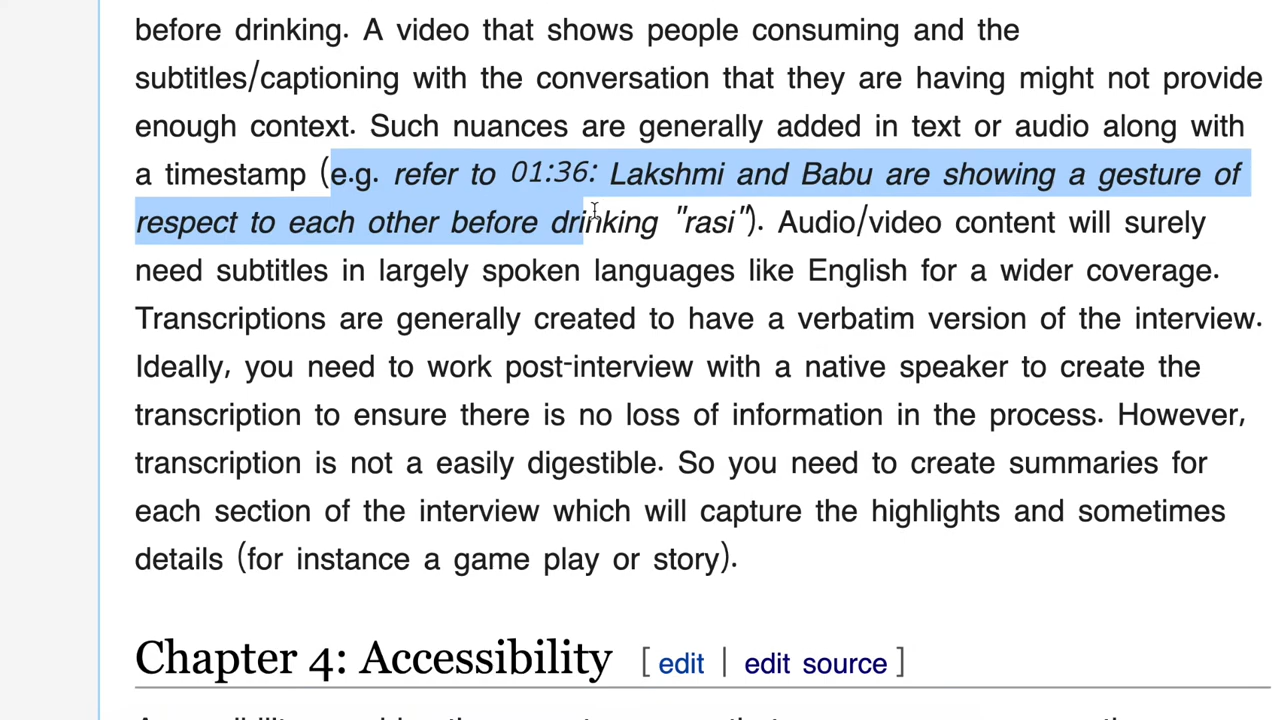 before drinking. A video that shows people consuming and the
subtitles/captioning with the conversation that they are having might not provide
enough context. Such nuances are generally added in text or audio along with
a timestamp (e.g. refer to 01:36: Lakshmi and Babu are showing a gesture of
respect to each other before drinking "rasi"). Audio/video content will surely
need subtitles in largely spoken languages like English for a wider coverage.
Transcriptions are generally created to have a verbatim version of the interview.
Ideally, you need to work post-interview with a native speaker to create the
transcription to ensure there is no loss of information in the process. However,
transcription is not a easily digestible. So you need to create summaries for
each section of the interview which will capture the highlights and sometimes
details (for instance a game play or story).
Chapter 4: Accessibility [ edit | edit source ]